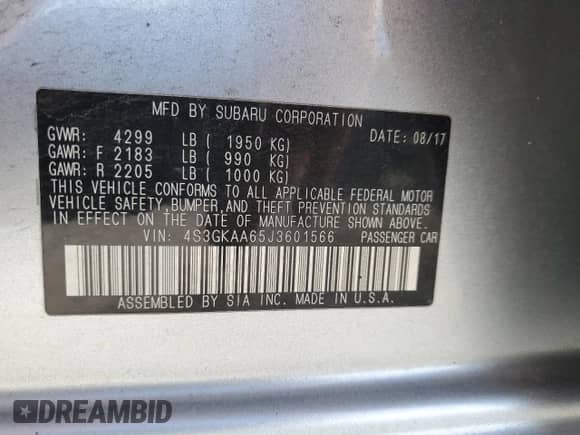 MFD BY SUBARU CORPORATION
GVWR: 4299 LB ( 1950 KG) DATE: 08/17
GAWR: F 2183 LB ( 990 KG)
GAWR: R 2205 LB ( 1000 KG)
THIS VEHICLE CONFORMS TO ALL APPLICABLE FEDERAL MOTOR
VEHICLE SAFETY, BUMPER, AND THEFT PREVENTION STANDARDS
IN EFFECT ON THE DATE OF MANUFACTURE SHOWN ABOVE.
VIN: 4S3GKAA65J3601566 PASSENGER CAR
ASSEMBLED BY SIA INC. MADE IN U.S.A.
DREAMBID